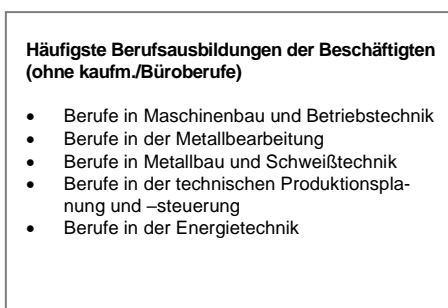 Häufigste Berufsausbildungen der Beschäftigten
(ohne kaufm./Büroberufe)
• Berufe in Maschinenbau und Betriebstechnik
• Berufe in der Metallbearbeitung
• Berufe in Metallbau und Schweißtechnik
• Berufe in der technischen Produktionspla-
nung und –steuerung
• Berufe in der Energietechnik